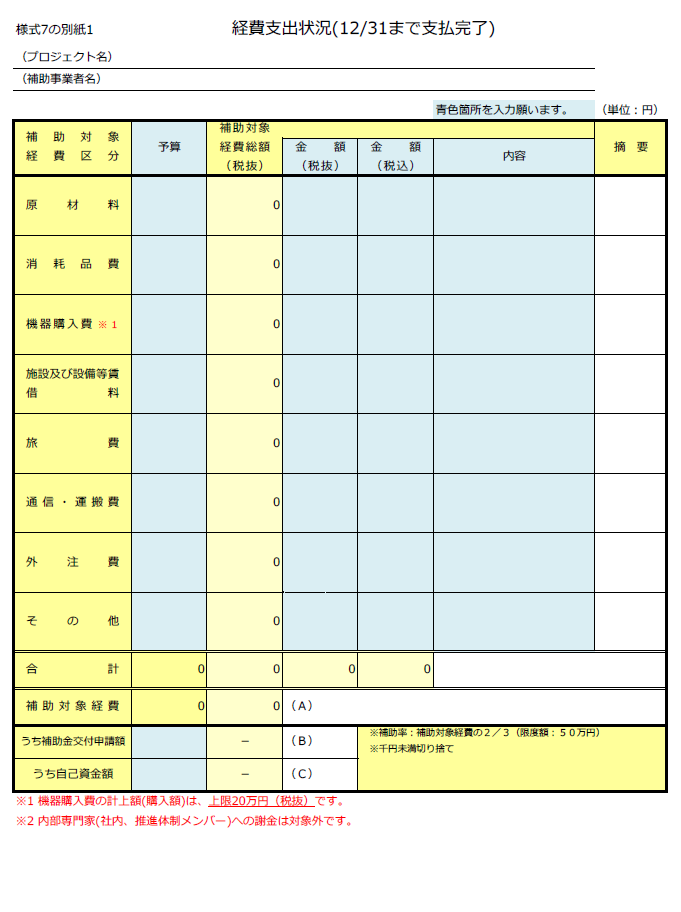 様式7の別紙1
経費支出状況(12/31まで支払完了)
（プロジェクト名）
（補助事業者名）
青色箇所を入力願います。 （単位：円）
補助対象
経費区分
予算
補助対象
経費総額
（税抜）
金額
（税抜）
金額
（税込）
内容
摘要
原材料 0
消耗品費 0
機器購入費 ※1 0
施設及び設備等賃
借料 0
旅費 0
通信・運搬費 0
外注費 0
その他 0
合計 0 0 0 0
補助対象経費 0 0 （A）
うち補助金交付申請額 － （B）
うち自己資金額 － （C）
※補助率：補助対象経費の２／３（限度額：５０万円）
※千円未満切り捨て
※1 機器購入費の計上額(購入額)は、上限20万円（税抜）です。
※2 内部専門家(社内、推進体制メンバー)への謝金は対象外です。